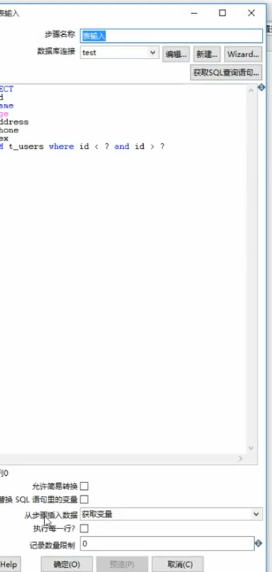 表输入
步骤名称 表输入
数据库连接 test 编辑... 新建... Wizard...
获取SQL查询语句...
ECT
d
ame
ge
ddress
hone
ex
M t_users where id < ? and id > ?
列0
允许简易转换
替换 SQL 语句里的变量
从步骤插入数据 获取变量
执行每一行?
记录数量限制 0
Help 确定(O) 预览(P) 取消(C)